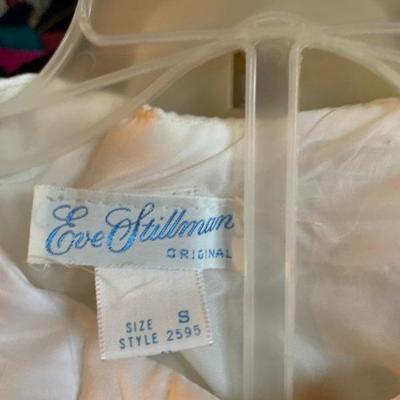 Eve Stillman
ORIGINAL
SIZE S
STYLE 2595